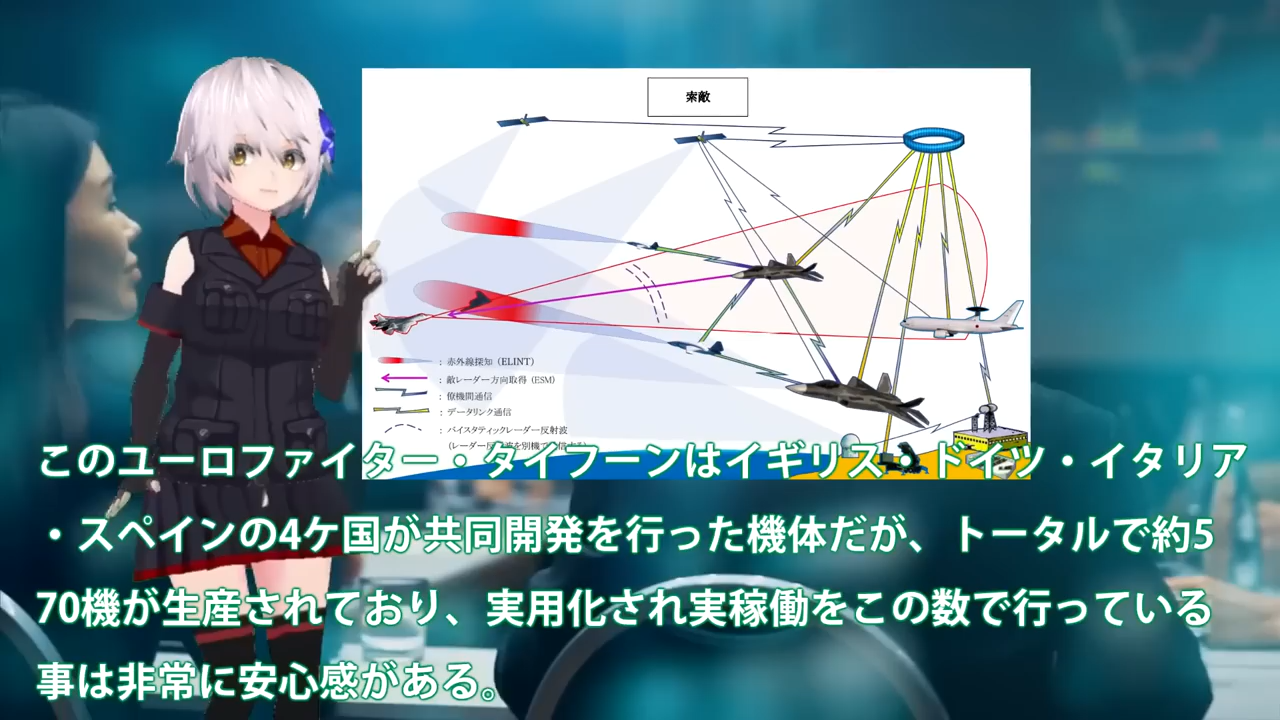 索敵
: 赤外線探知（ELINT）
: 敵レーダー方向取得（ESM）
: 僚機間通信
: データリンク通信
: バイスタティックレーダー反射波
このユーロファイター・タイフーンはイギリス・ドイツ・イタリア
・スペインの4ケ国が共同開発を行った機体だが、トータルで約5
70機が生産されており、実用化され実稼働をこの数で行っている
事は非常に安心感がある。